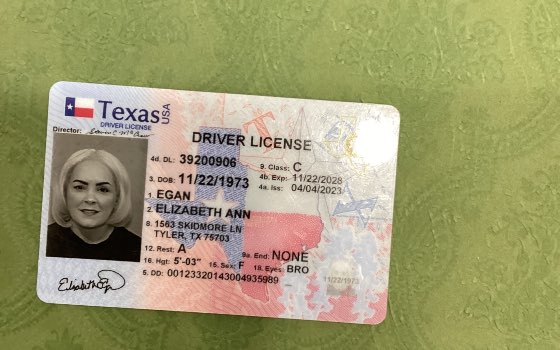 Texas USA
DRIVER LICENSE
Director:
DRIVER LICENSE
4d. DL: 39200906 9. Class: C
4b. Exp: 11/22/2028
3. DOB: 11/22/1973 4a. Iss: 04/04/2023
1. EGAN
2. ELIZABETH ANN
8. 1563 SKIDMORE LN
TYLER, TX 75703
12. Rest: A 9a. End: NONE
16. Hgt: 5'-03" 15. Sex: F 18. Eyes: BRO
5. DD: 00123320143004935989
11/22/1973